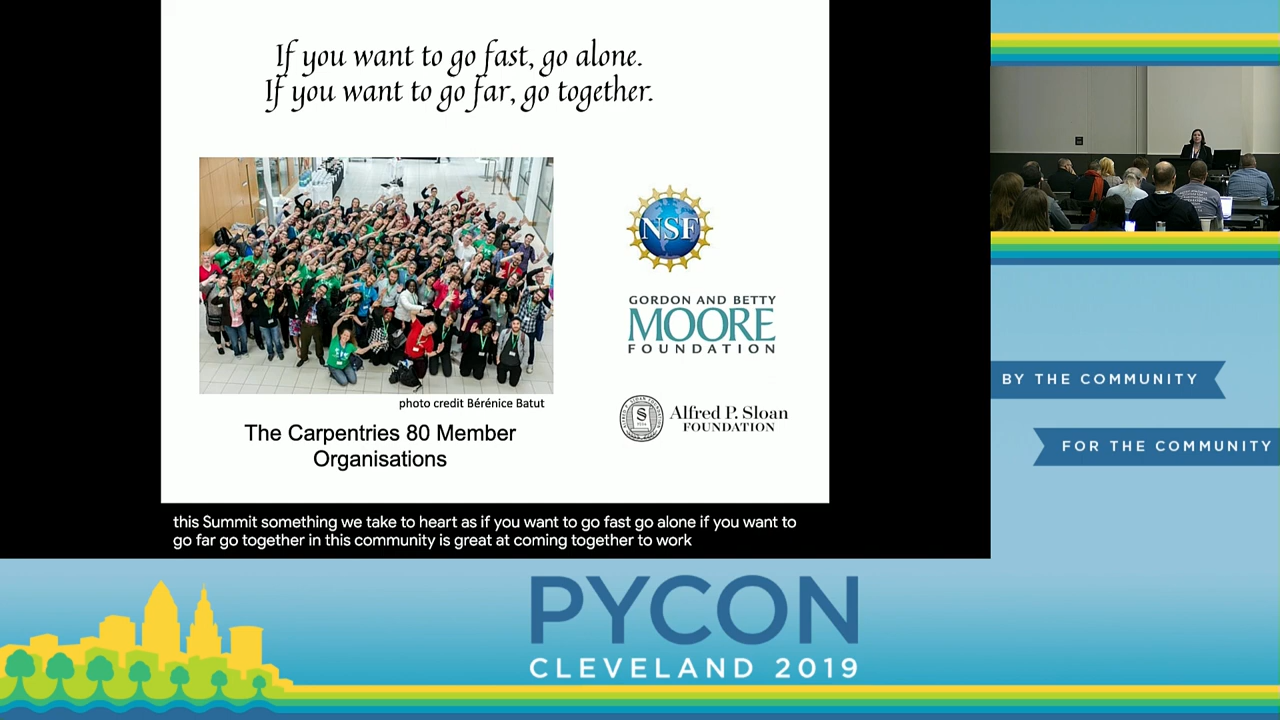 If you want to go fast, go alone.
If you want to go far, go together.
NSF
GORDON AND BETTY
MOORE
FOUNDATION
photo credit Bérénice Batut
Alfred P. Sloan
FOUNDATION
The Carpentries 80 Member
Organisations
this Summit something we take to heart as if you want to go fast go alone if you want to
go far go together in this community is great at coming together to work
BY THE COMMUNITY
FOR THE COMMUNITY
PYCON
CLEVELAND 2019